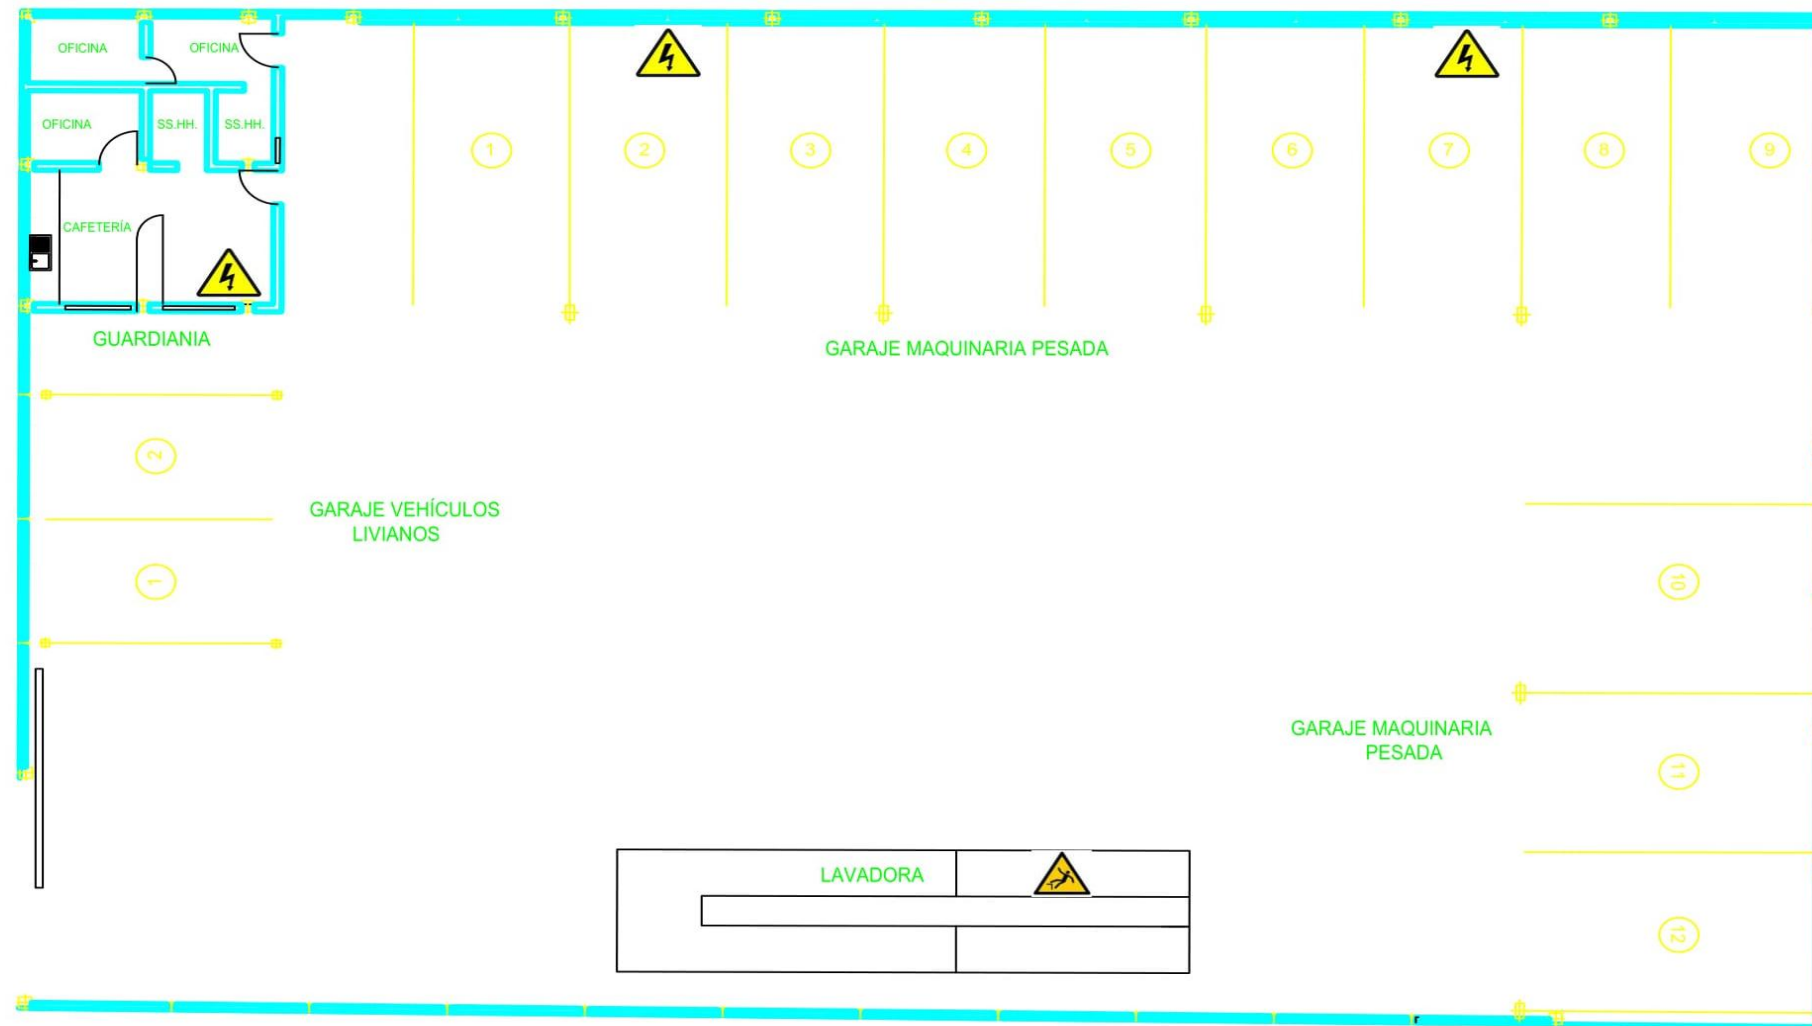 OFICINA
OFICINA
OFICINA
SS.HH.
SS.HH.
1
2
3
4
5
6
7
8
9
CAFETERÍA
GUARDIANIA
GARAJE MAQUINARIA PESADA
2
GARAJE VEHÍCULOS
LIVIANOS
1
10
GARAJE MAQUINARIA
PESADA
11
LAVADORA
12